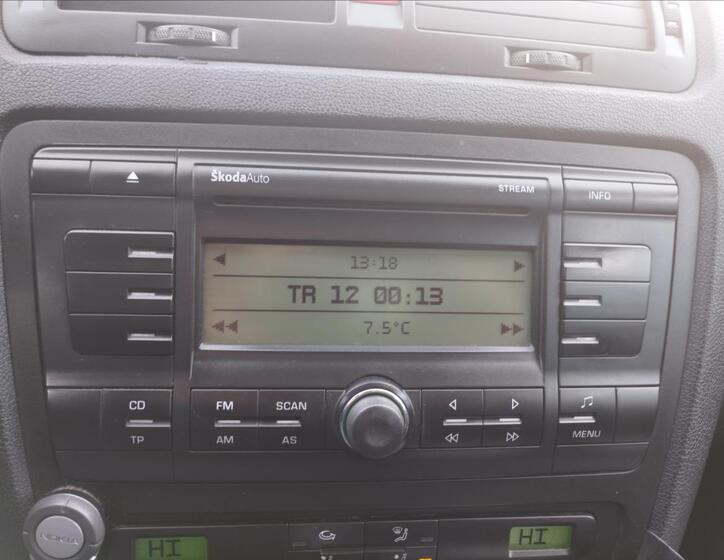 ŠkodaAuto
STREAM
INFO
13:18
TR 12 00:13
7.5°C
CD
TP
FM
AM
SCAN
AS
MENU
NOKIA
HI
HI